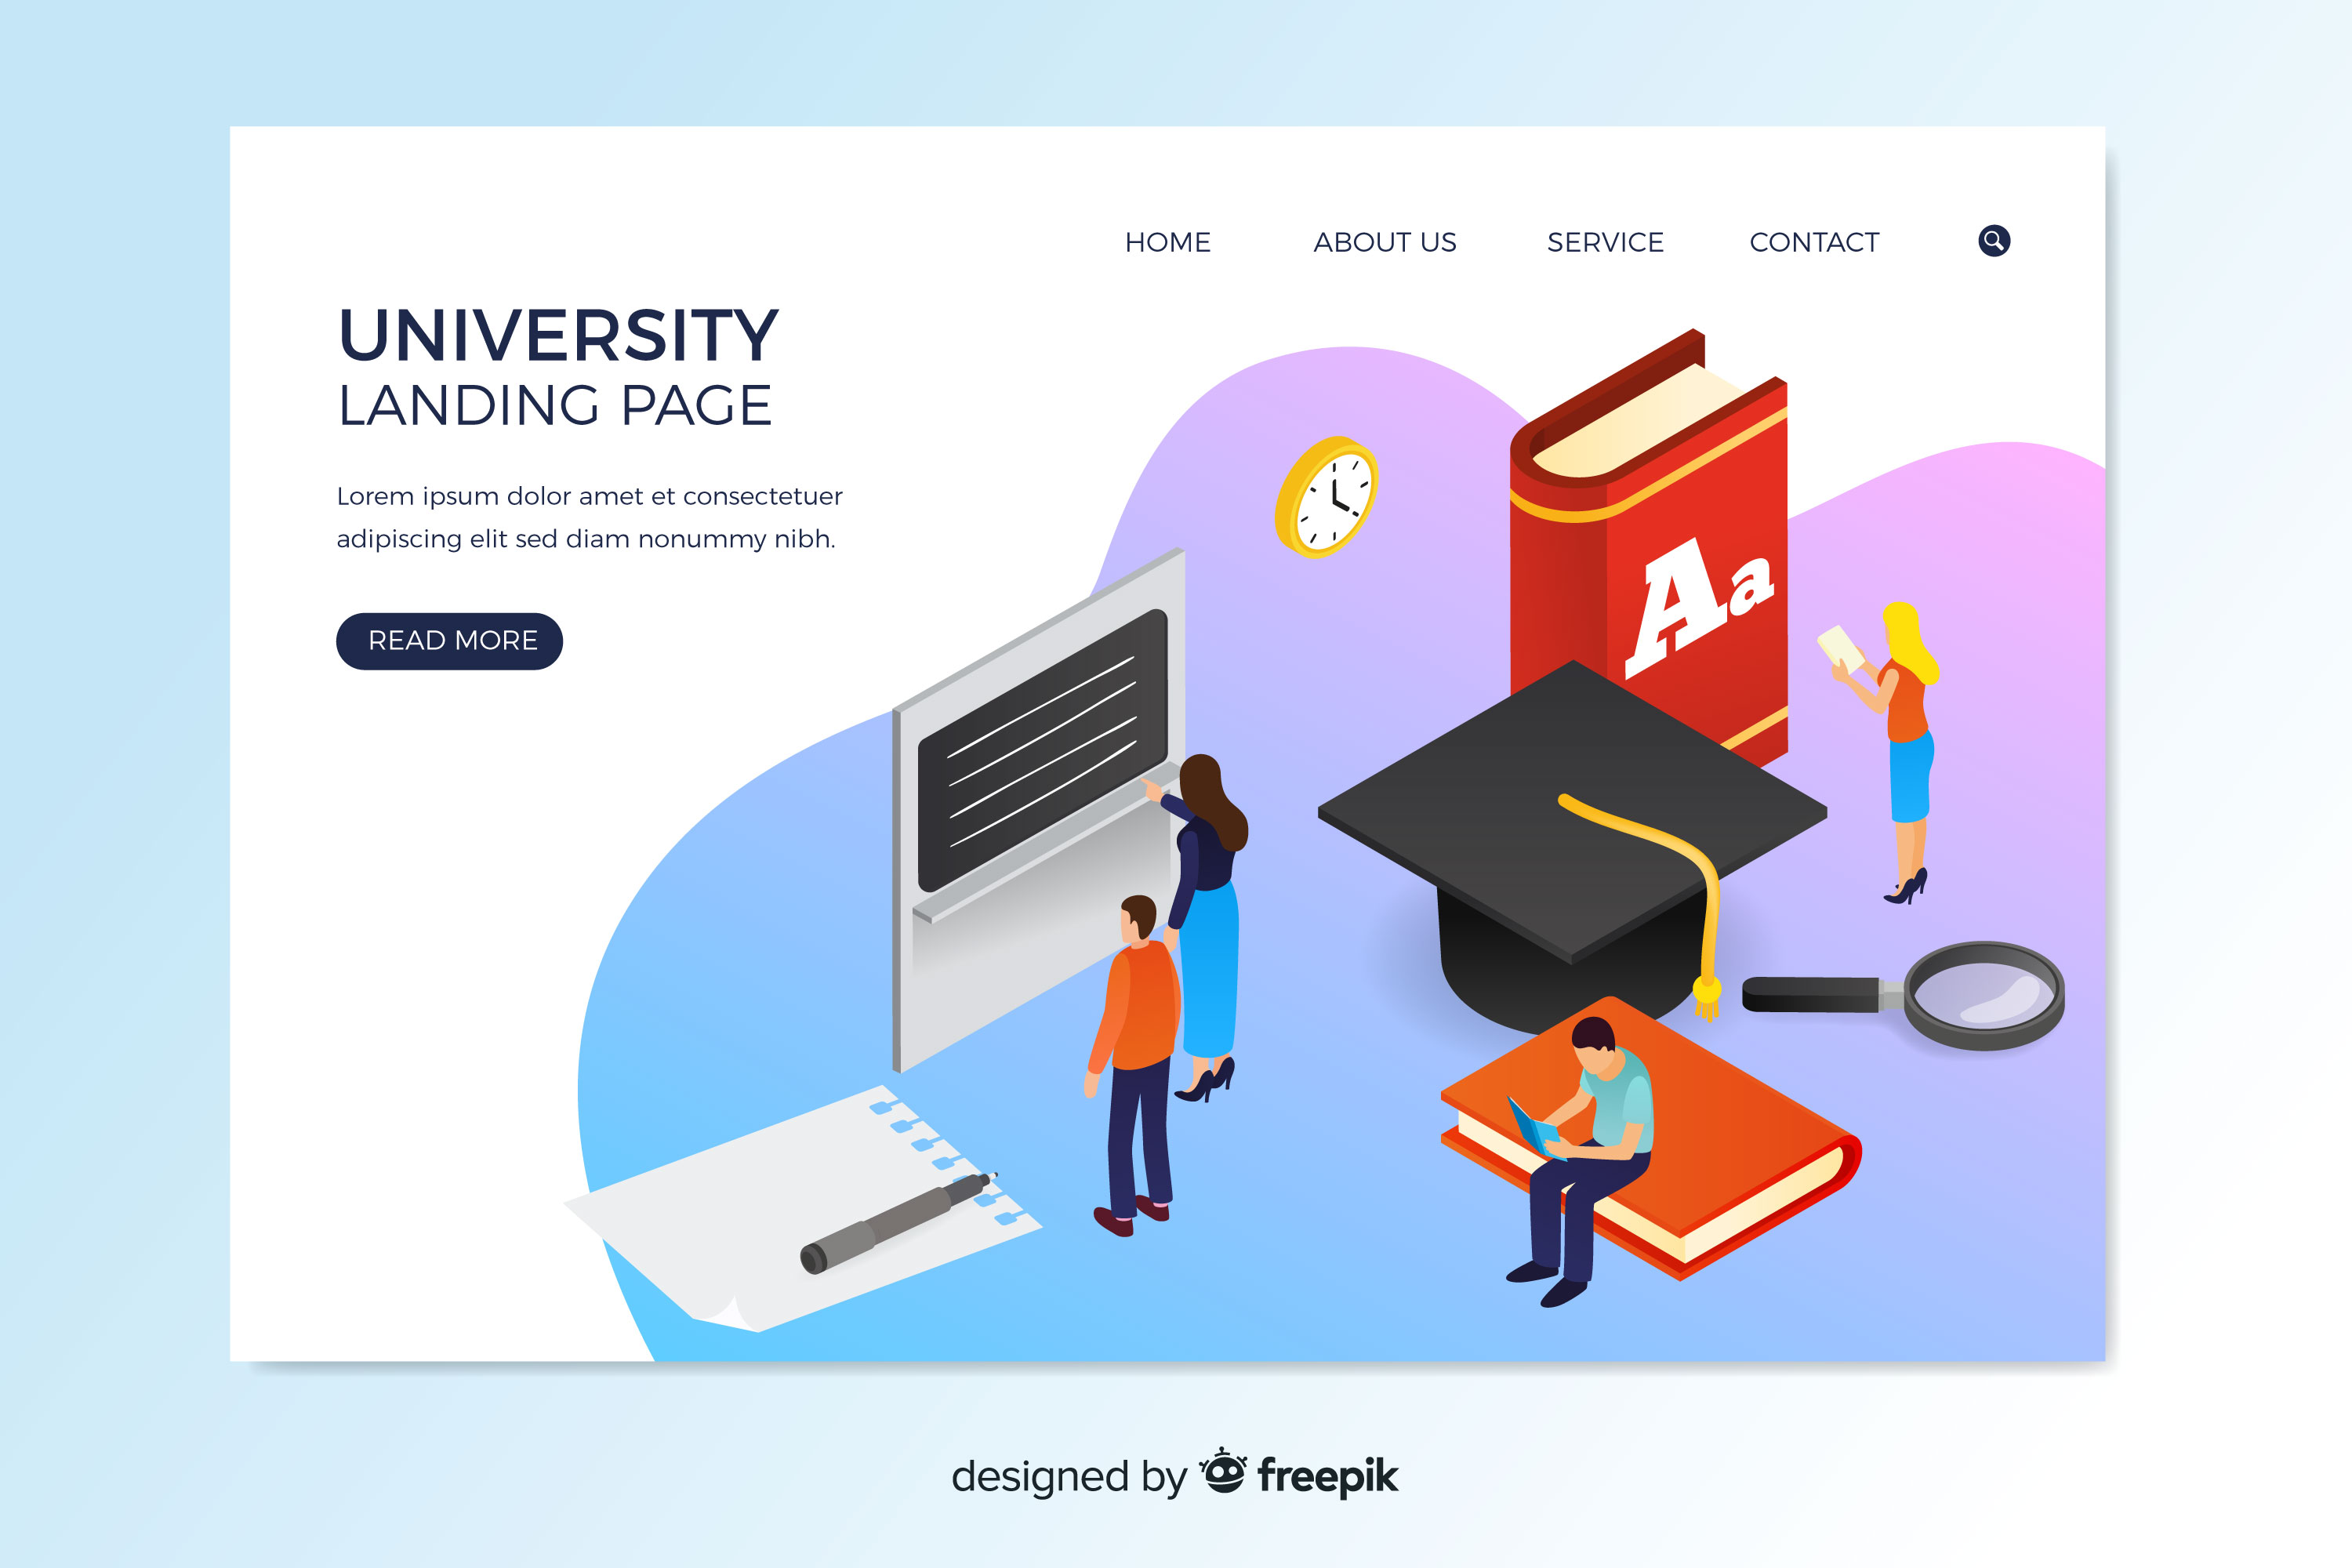 HOME ABOUT US SERVICE CONTACT
UNIVERSITY
LANDING PAGE
Lorem ipsum dolor amet et consectetuer
adipiscing elit sed diam nonummy nibh.
READ MORE
Aa
designed by freepik